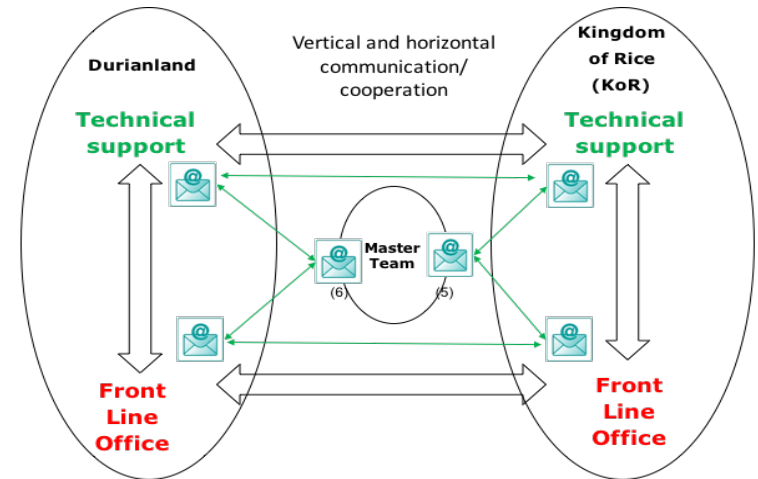 Vertical and horizontal
communication/
cooperation
Durianland
Technical
support
Kingdom
of Rice
(KoR)
Technical
support
@
@
@
@
Master
Team
(6)
(5)
@
@
Front
Line
Office
Front
Line
Office